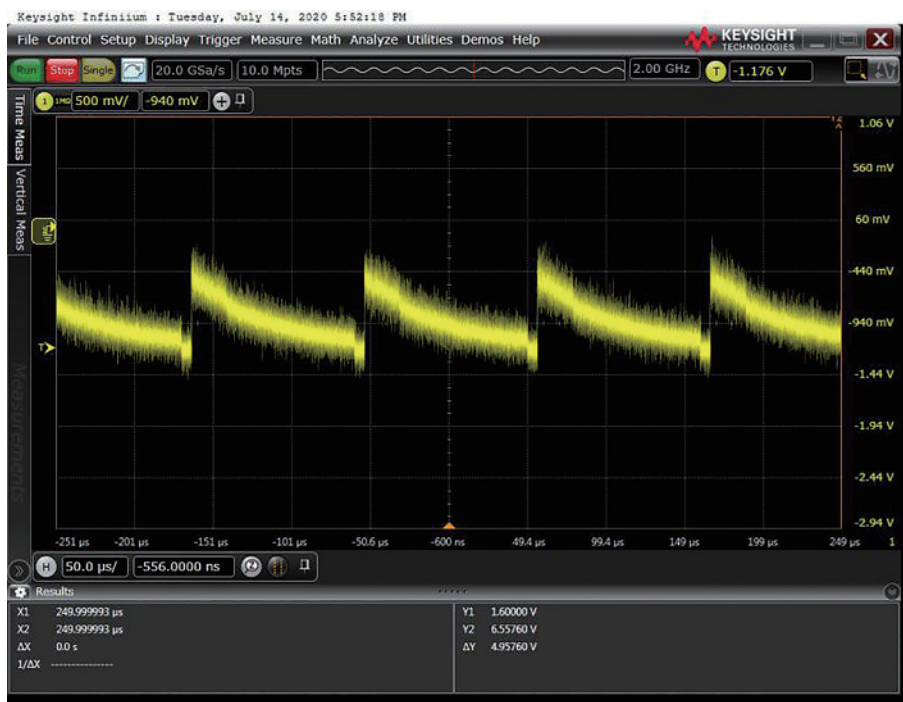 Keysight Infiniium : Tuesday, July 14, 2020 5:52:18 PM
File Control Setup Display Trigger Measure Math Analyze Utilities Demos Help
KEYSIGHT
TECHNOLOGIES
Run Stop Single 20.0 GSa/s 10.0 Mpts 2.00 GHz T -1.176 V
1 1MΩ 500 mV/ -940 mV
Time Meas
Vertical Meas
Measurements
1.06 V
560 mV
60 mV
-440 mV
-940 mV
-1.44 V
-1.94 V
-2.44 V
-2.94 V
T
-251 µs -201 µs -151 µs -101 µs -50.6 µs -600 ns 49.4 µs 99.4 µs 149 µs 199 µs 249 µs 1
H 50.0 µs/ -556.0000 ns
Results
X1 249.999993 µs Y1 1.60000 V
X2 249.999993 µs Y2 6.55760 V
ΔX 0.0 s ΔY 4.95760 V
1/ΔX --------------